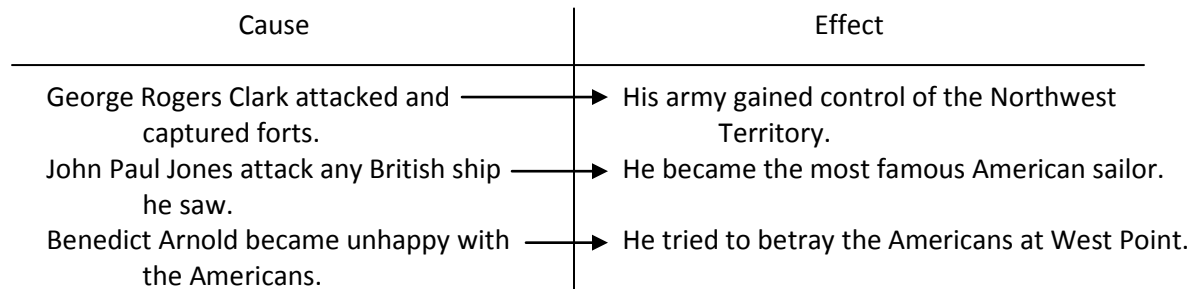 Cause
Effect
George Rogers Clark attacked and
captured forts.
His army gained control of the Northwest
Territory.
John Paul Jones attack any British ship
he saw.
He became the most famous American sailor.
Benedict Arnold became unhappy with
the Americans.
He tried to betray the Americans at West Point.